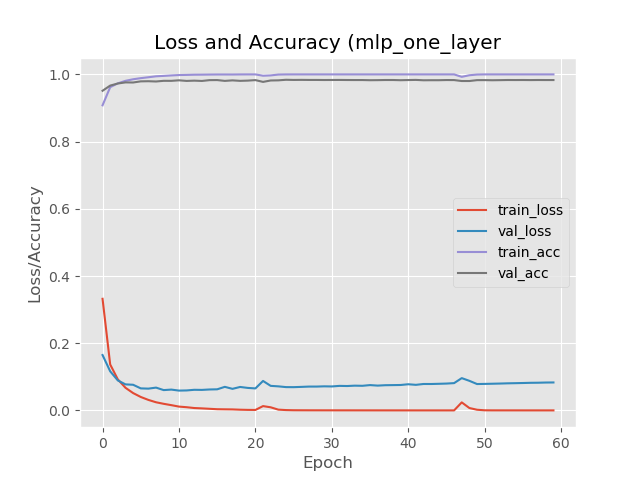 Loss and Accuracy (mlp_one_layer
Loss/Accuracy
1.0
0.8
0.6
0.4
0.2
0.0
train_loss
val_loss
train_acc
val_acc
0 10 20 30 40 50 60
Epoch